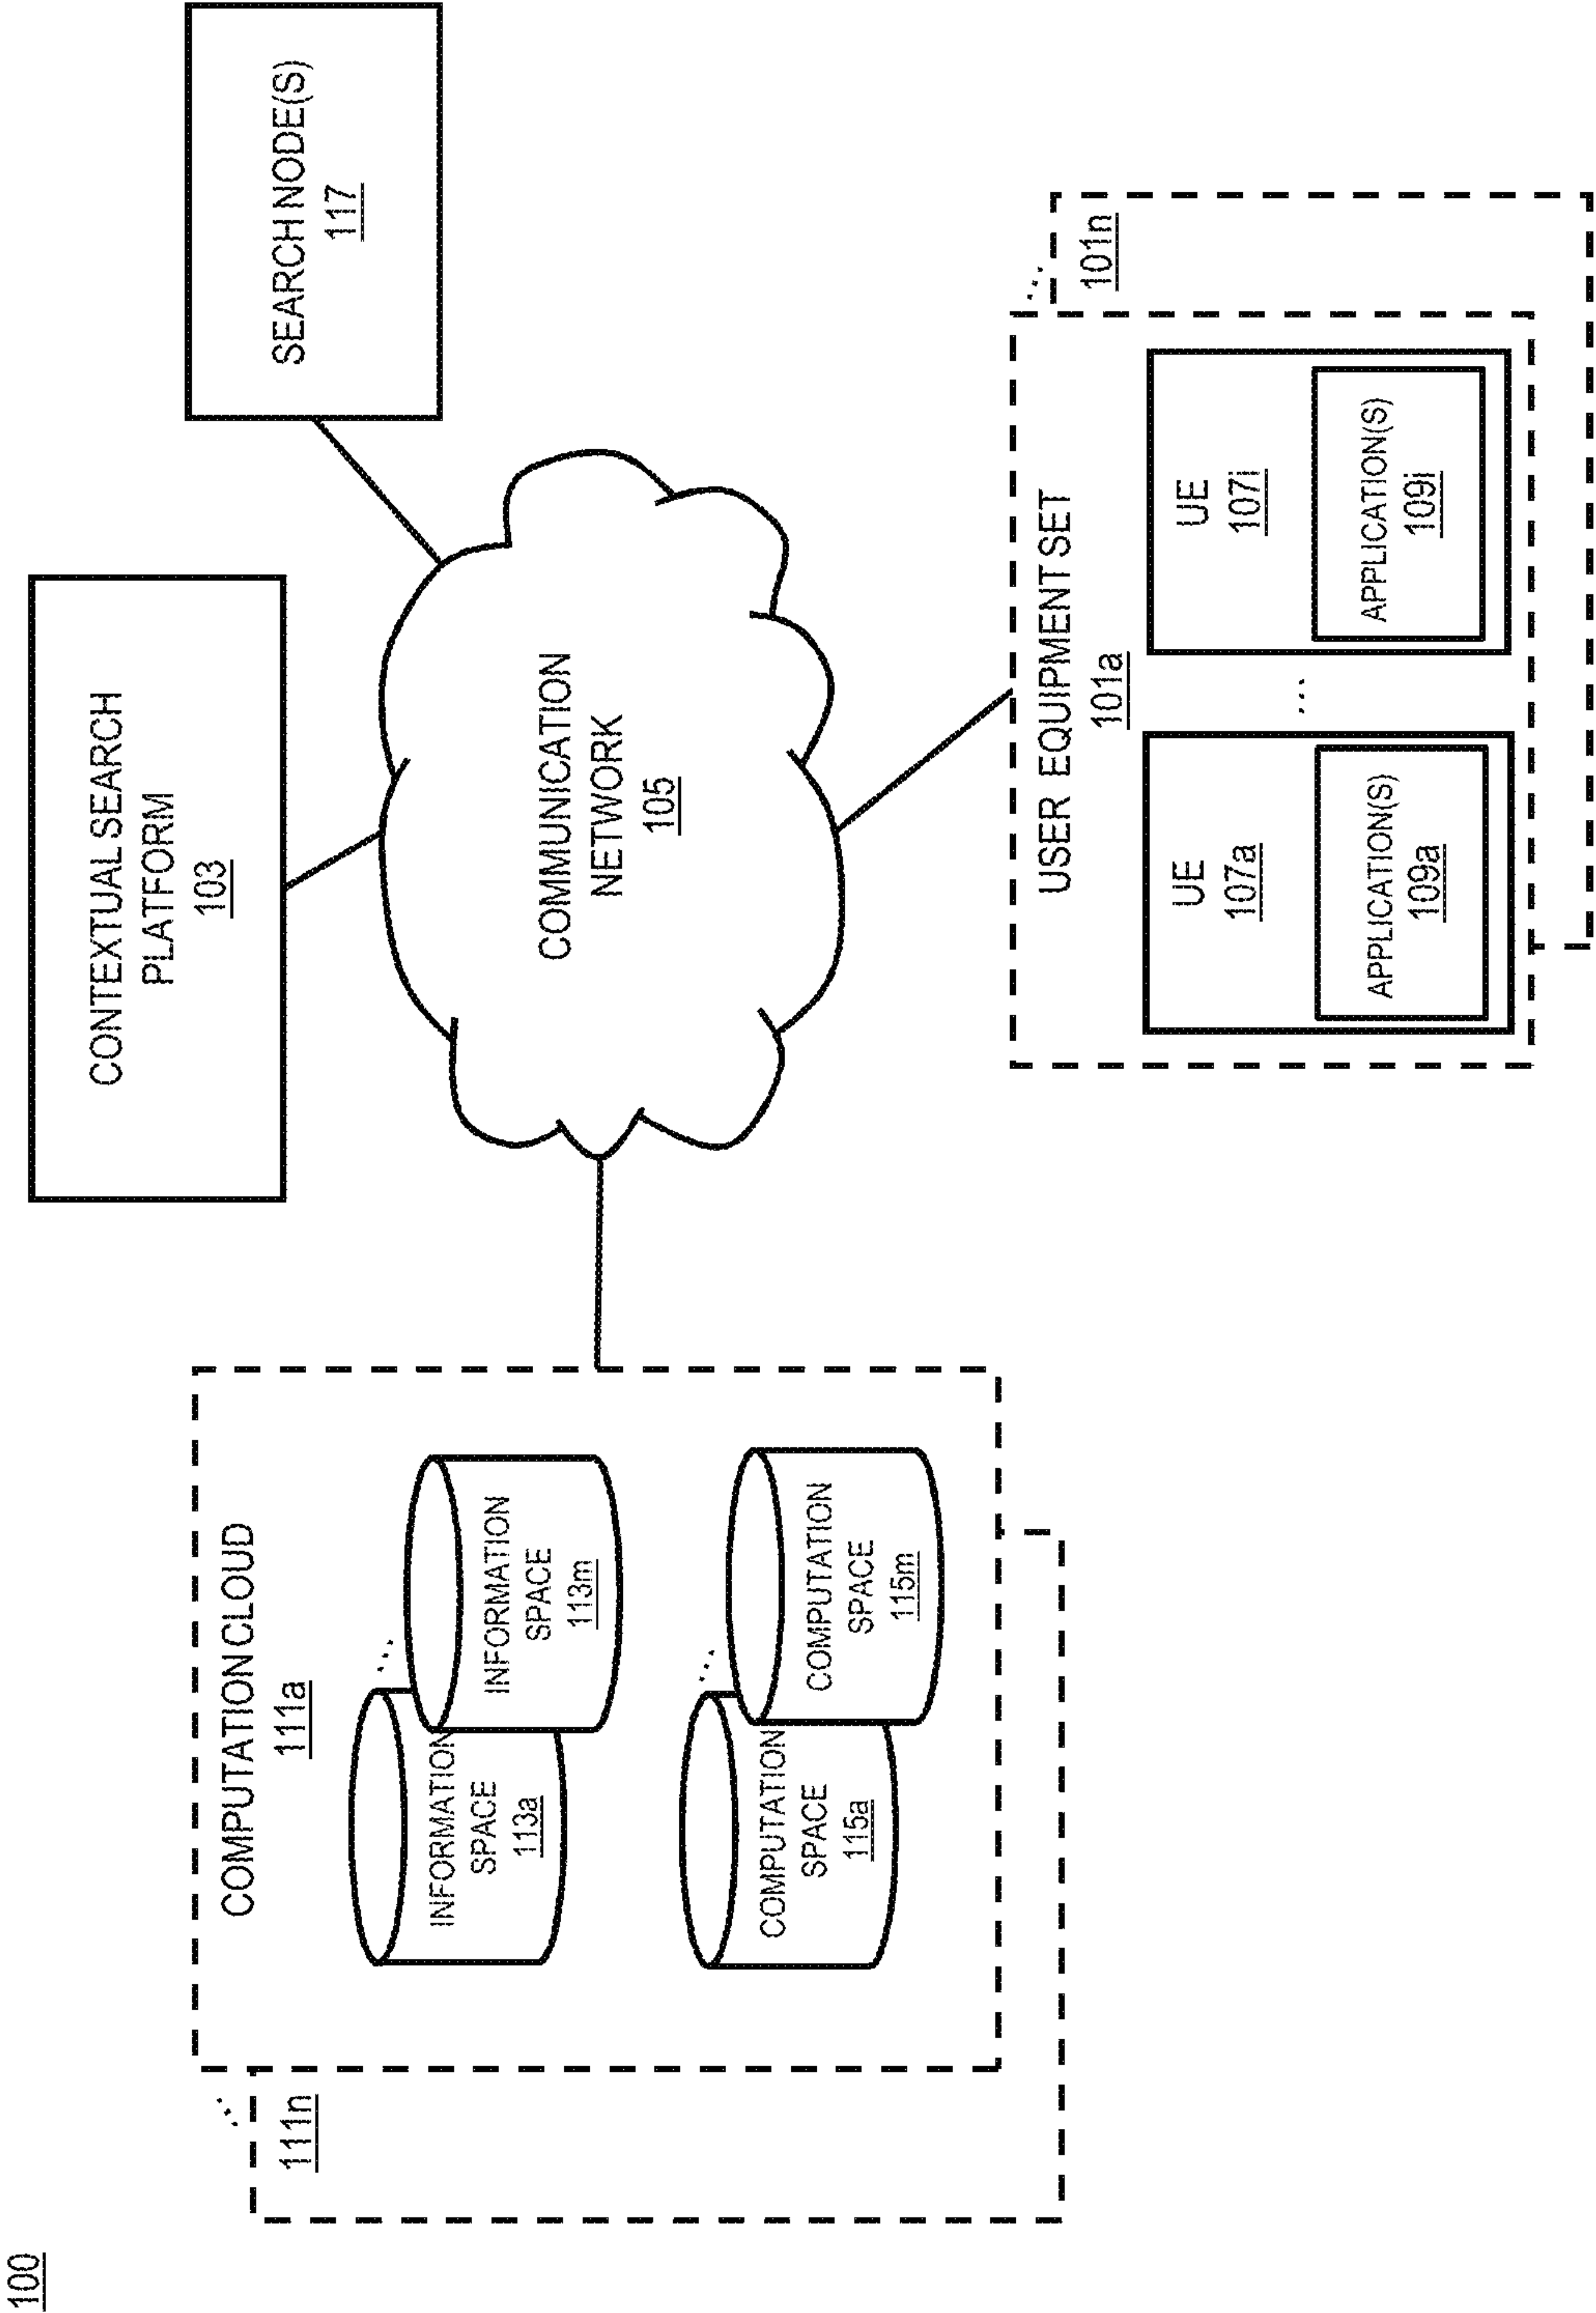 100
CONTEXTUAL SEARCH
PLATFORM
103
SEARCH NODE(S)
117
111n
COMPUTATION CLOUD
111a
INFORMATION
SPACE
113a
...
INFORMATION
SPACE
113m
COMPUTATION
SPACE
115a
...
COMPUTATION
SPACE
115m
...
COMMUNICATION
NETWORK
105
USER EQUIPMENT SET
101a
...
101n
UE
107a
APPLICATION(S)
109a
...
UE
107i
APPLICATION(S)
109i